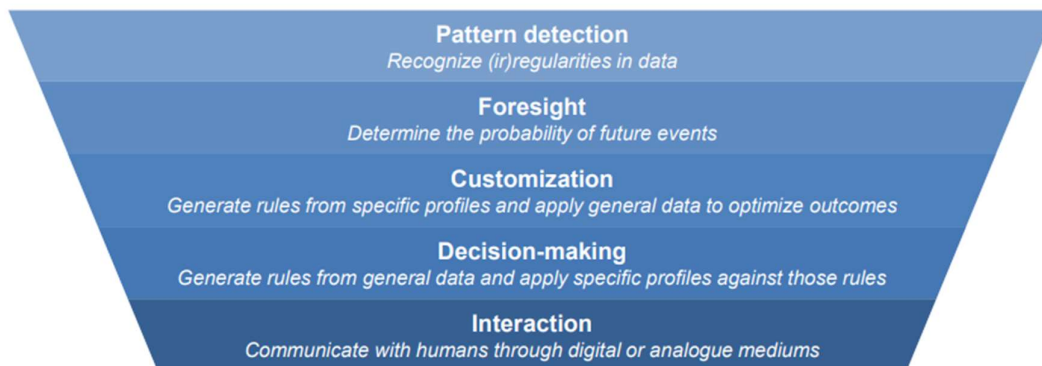 Pattern detection
Recognize (ir)regularities in data
Foresight
Determine the probability of future events
Customization
Generate rules from specific profiles and apply general data to optimize outcomes
Decision-making
Generate rules from general data and apply specific profiles against those rules
Interaction
Communicate with humans through digital or analogue mediums